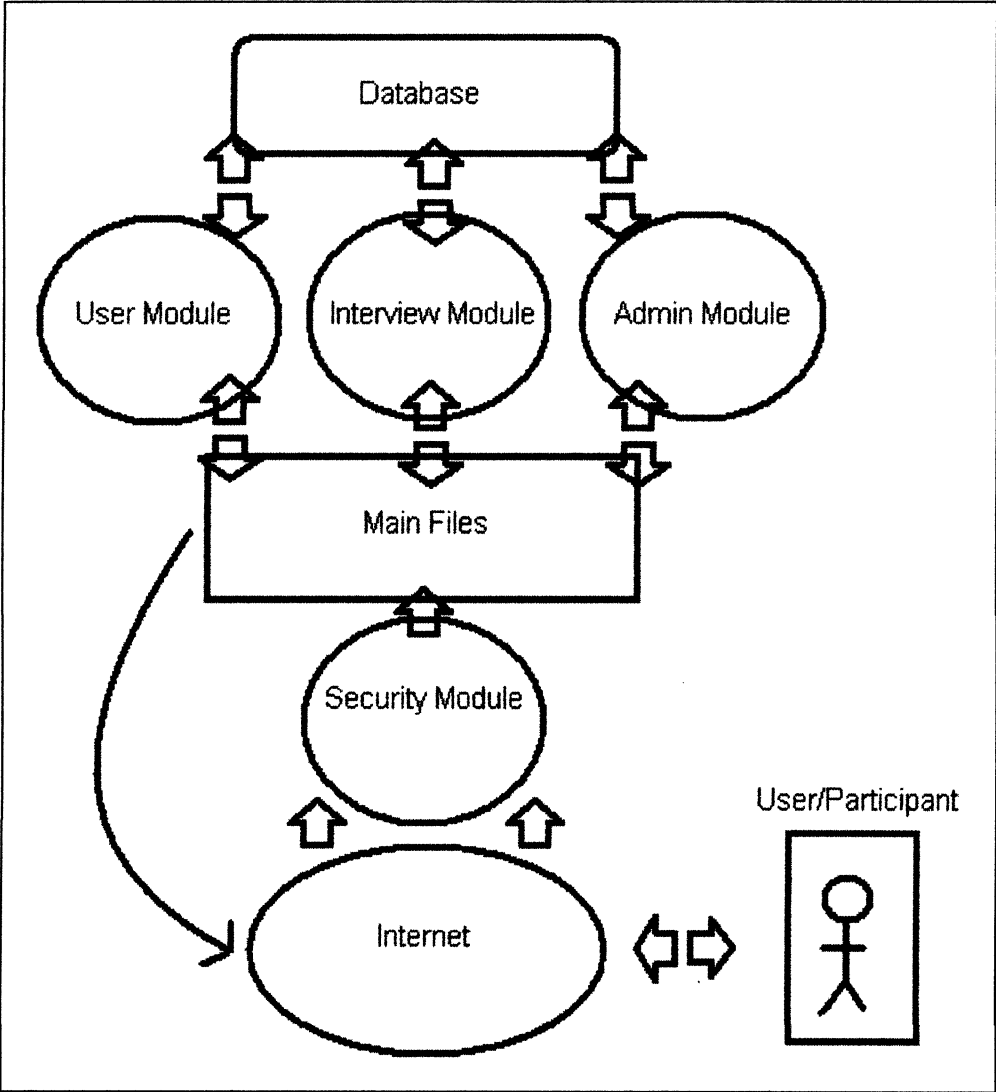 Database
User Module
Interview Module
Admin Module
Main Files
Security Module
User/Participant
Internet